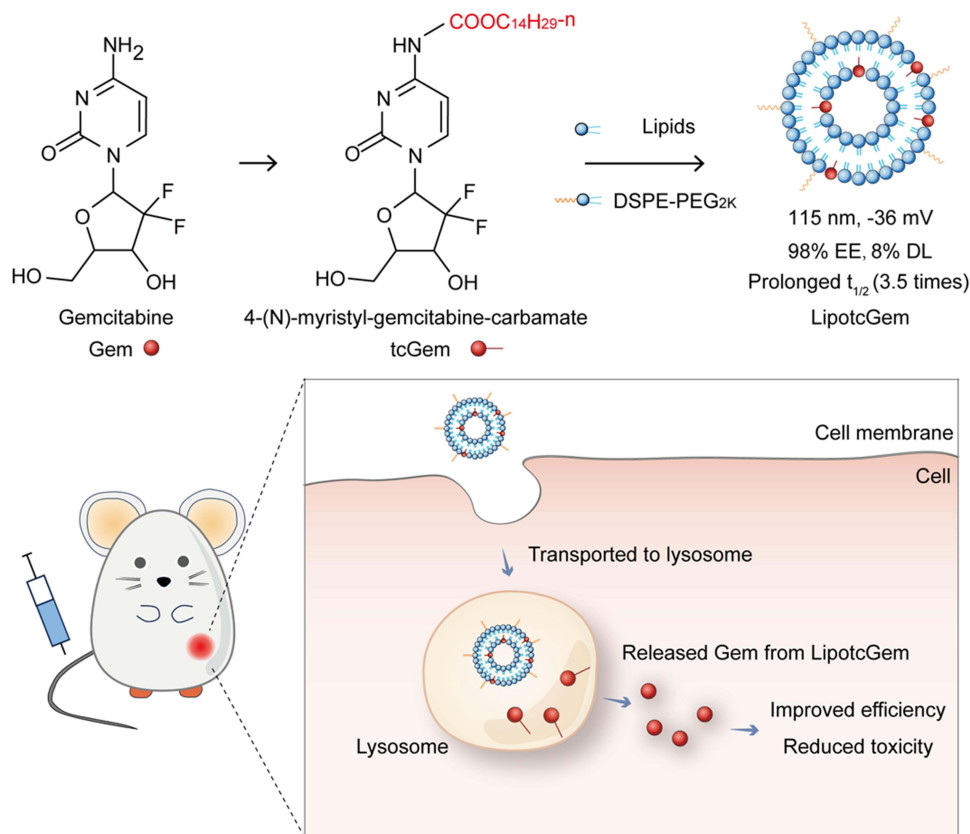 NH2
N
O
N
F
F
O
HO
OH
Gemcitabine
Gem
COOC14H29-n
HN
N
O
N
F
F
O
HO
OH
4-(N)-myristyl-gemcitabine-carbamate
tcGem
Lipids
DSPE-PEG2K
115 nm, -36 mV
98% EE, 8% DL
Prolonged t1/2 (3.5 times)
LipotcGem
Cell membrane
Cell
Transported to lysosome
Released Gem from LipotcGem
Improved efficiency
Reduced toxicity
Lysosome